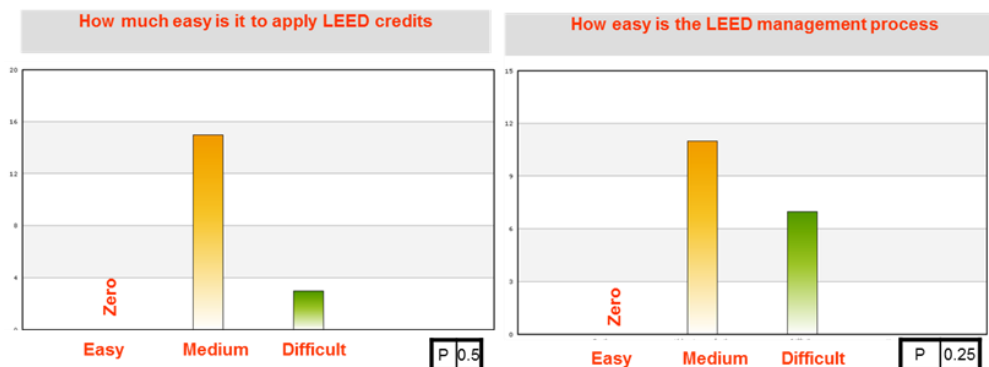 How much easy is it to apply LEED credits
20
16
12
8
4
Zero
Easy Medium Difficult
P 0.5
How easy is the LEED management process
15
12
9
6
3
0
Zero
Easy Medium Difficult
P 0.25